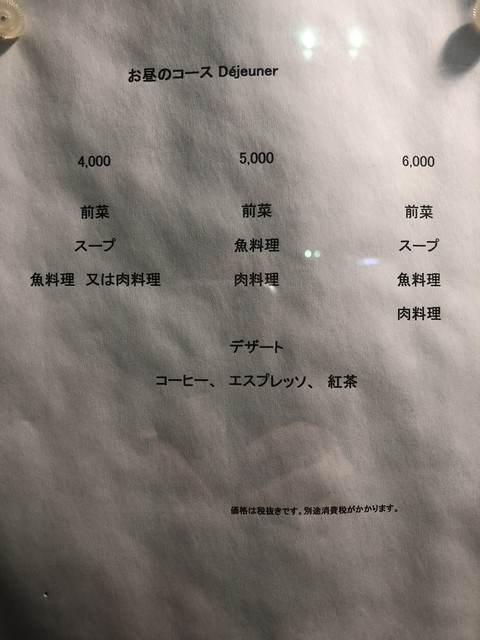 お昼のコース Déjeuner
4,000 5,000 6,000
前菜 前菜 前菜
スープ 魚料理 スープ
魚料理 又は肉料理 肉料理 魚料理
肉料理
デザート
コーヒー、 エスプレッソ、 紅茶
価格は税抜きです。別途消費税がかかります。